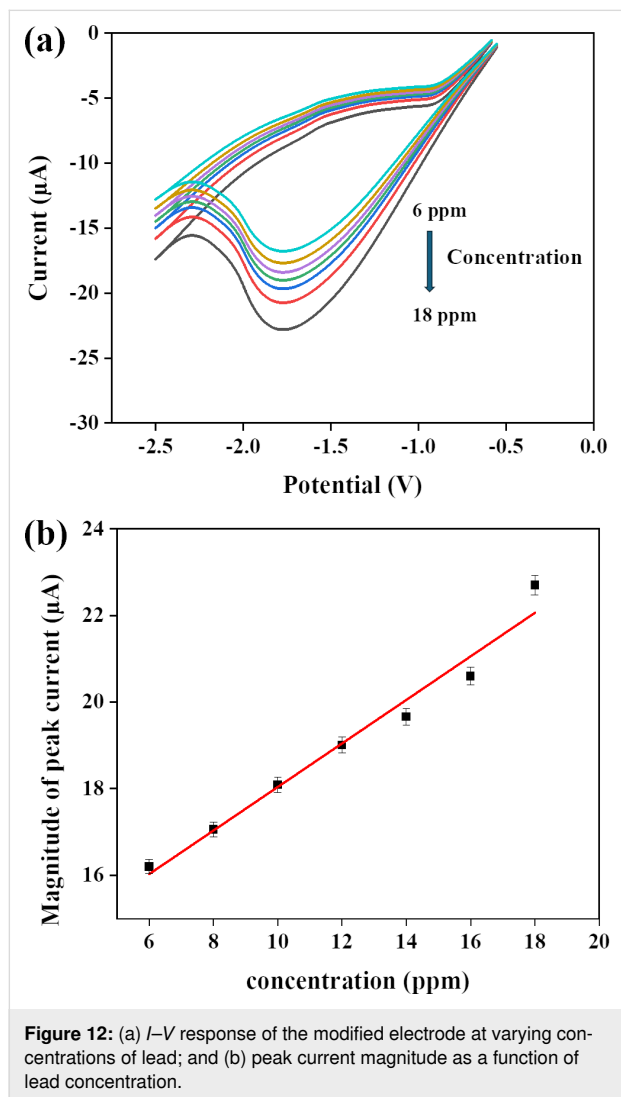 (a)
0
-5
-10
-15
-20
-25
-30
Current (µA)
6 ppm
Concentration
18 ppm
-2.5 -2.0 -1.5 -1.0 -0.5 0.0
Potential (V)
(b)
24
22
20
18
16
Magnitude of peak current (µA)
6 8 10 12 14 16 18 20
concentration (ppm)
Figure 12: (a) I–V response of the modified electrode at varying con-
centrations of lead; and (b) peak current magnitude as a function of
lead concentration.